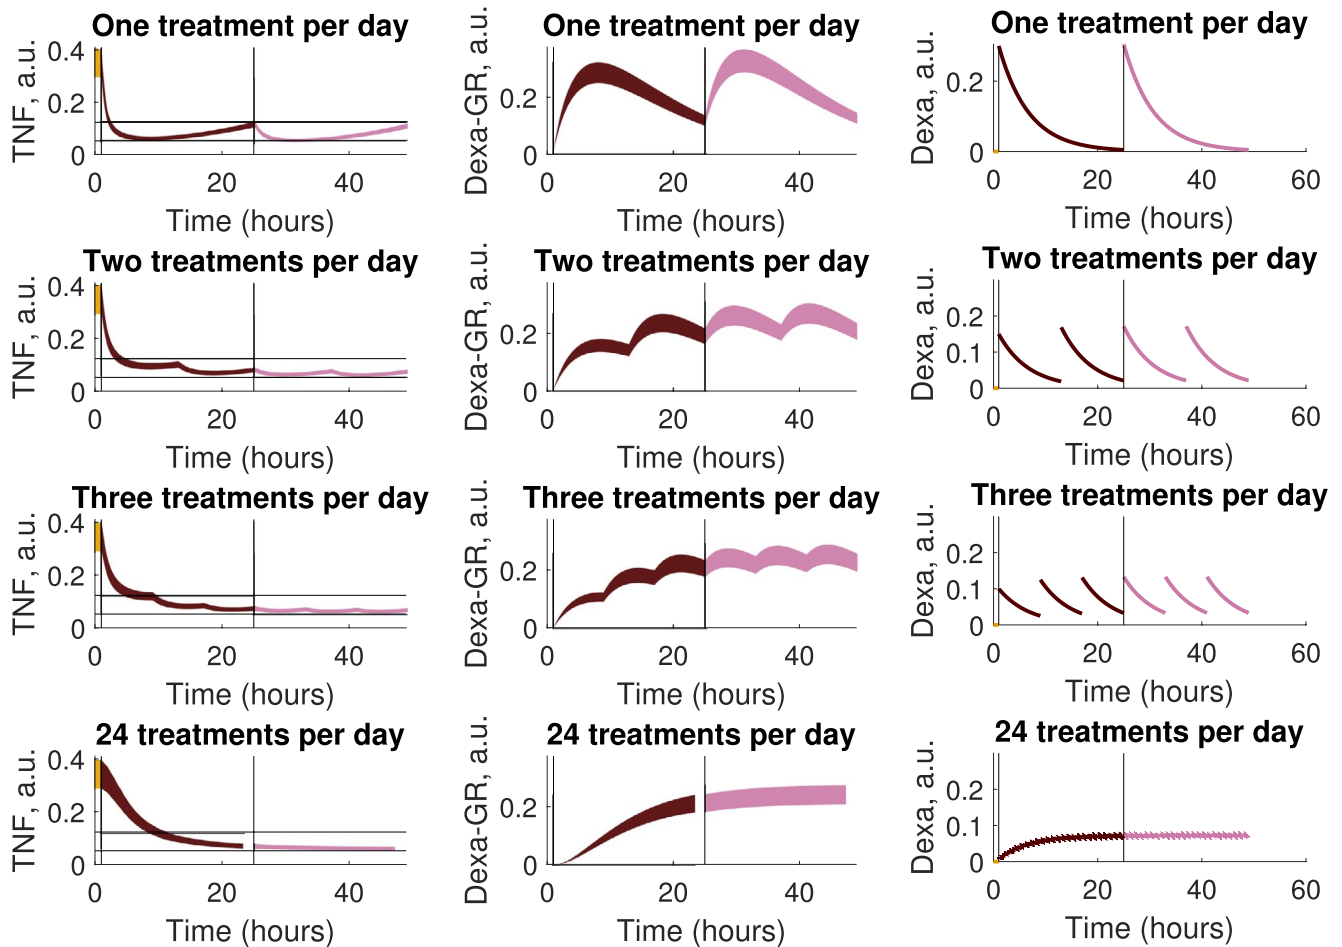 One treatment per day
TNF, a.u.
0.4
0.2
0
0 20 40
Time (hours)
One treatment per day
Dexa-GR, a.u.
0.2
0
20 40
Time (hours)
One treatment per day
Dexa, a.u.
0.2
0
0 20 40 60
Time (hours)
Two treatments per day
TNF, a.u.
0.4
0.2
0
0 20 40
Time (hours)
Two treatments per day
Dexa-GR, a.u.
0.2
0
20 40
Time (hours)
Two treatments per day
Dexa, a.u.
0.2
0.1
0
0 20 40 60
Time (hours)
Three treatments per day
TNF, a.u.
0.4
0.2
0
0 20 40
Time (hours)
Three treatments per day
Dexa-GR, a.u.
0.2
0
20 40
Time (hours)
Three treatments per day
Dexa, a.u.
0.2
0.1
0
0 20 40 60
Time (hours)
24 treatments per day
TNF, a.u.
0.4
0.2
0
0 20 40
Time (hours)
24 treatments per day
Dexa-GR, a.u.
0.2
0
20 40
Time (hours)
24 treatments per day
Dexa, a.u.
0.2
0.1
0
0 20 40 60
Time (hours)